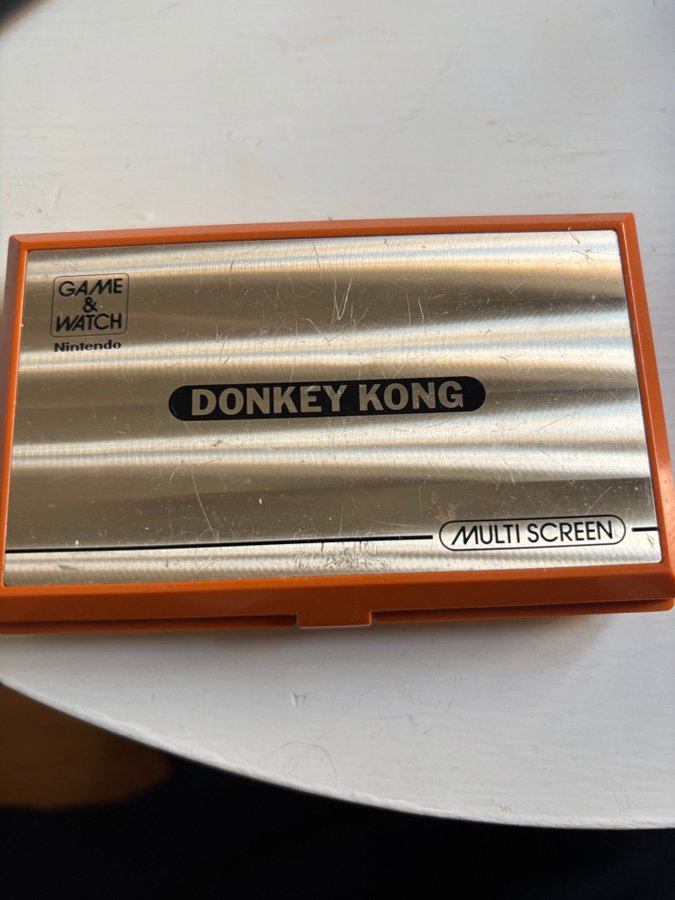 GAME
&
WATCH
Nintendo
DONKEY KONG
MULTI SCREEN